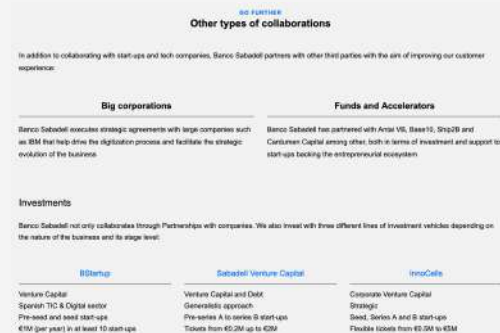 GO FURTHER
Other types of collaborations
In addition to collaborating with start-ups and tech companies, Banco Sabadell partners with other third parties with the aim of improving our customer
experience:
Big corporations
Funds and Accelerators
Banco Sabadell executes strategic agreements with large companies such
as IBM that help drive the digitization process and facilitate the strategic
evolution of the business
Banco Sabadell has partnered with Antai VB, Base10, Ship2B and
Cardumen Capital among other, both in terms of investment and support to
start-ups backing the entrepreneurial ecosystem
Investments
Banco Sabadell not only collaborates through Partnerships with companies. We also invest with three different lines of investment vehicles depending on
the nature of the business and its stage level:
BStartup
Sabadell Venture Capital
InnoCells
Venture Capital
Spanish TIC & Digital sector
Pre-seed and seed start-ups
€1M (per year) in at least 10 start-ups
Venture Capital and Debt
Generalistic approach
Pre-series A to series B start-ups
Tickets from €0.2M up to €2M
Corporate Venture Capital
Strategic
Seed, Series A and B start-ups
Flexible tickets from €0.5M to €5M